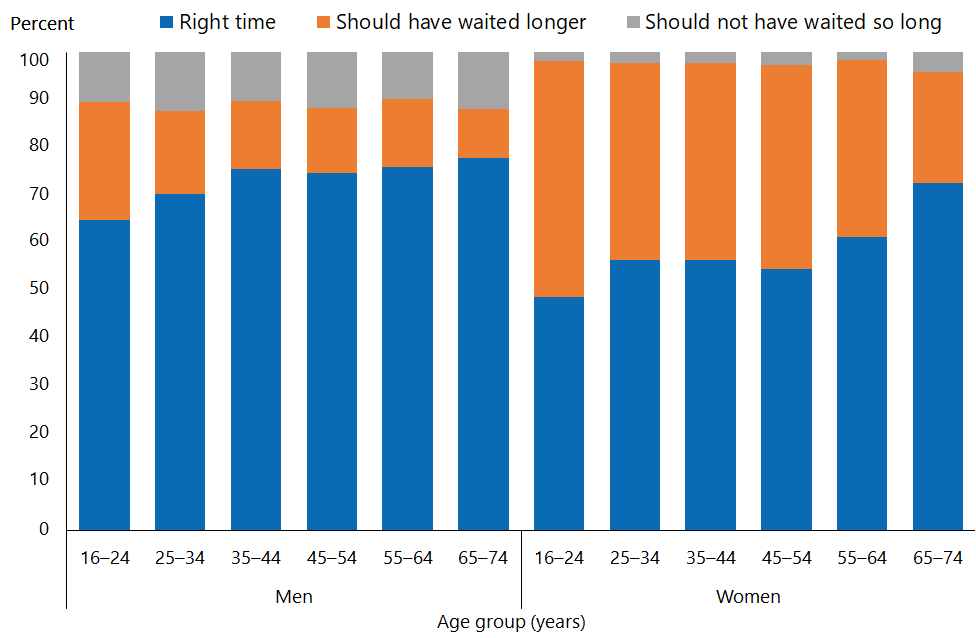 Percent
Right time
Should have waited longer
Should not have waited so long
100
90
80
70
60
50
40
30
20
10
0
16–24 25–34 35–44 45–54 55–64 65–74 16–24 25–34 35–44 45–54 55–64 65–74
Men Women
Age group (years)